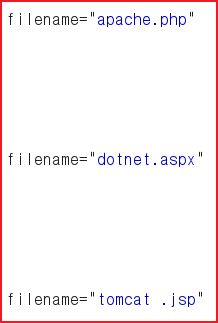 filename="apache.php"
filename="dotnet.aspx"
filename="tomcat .jsp"